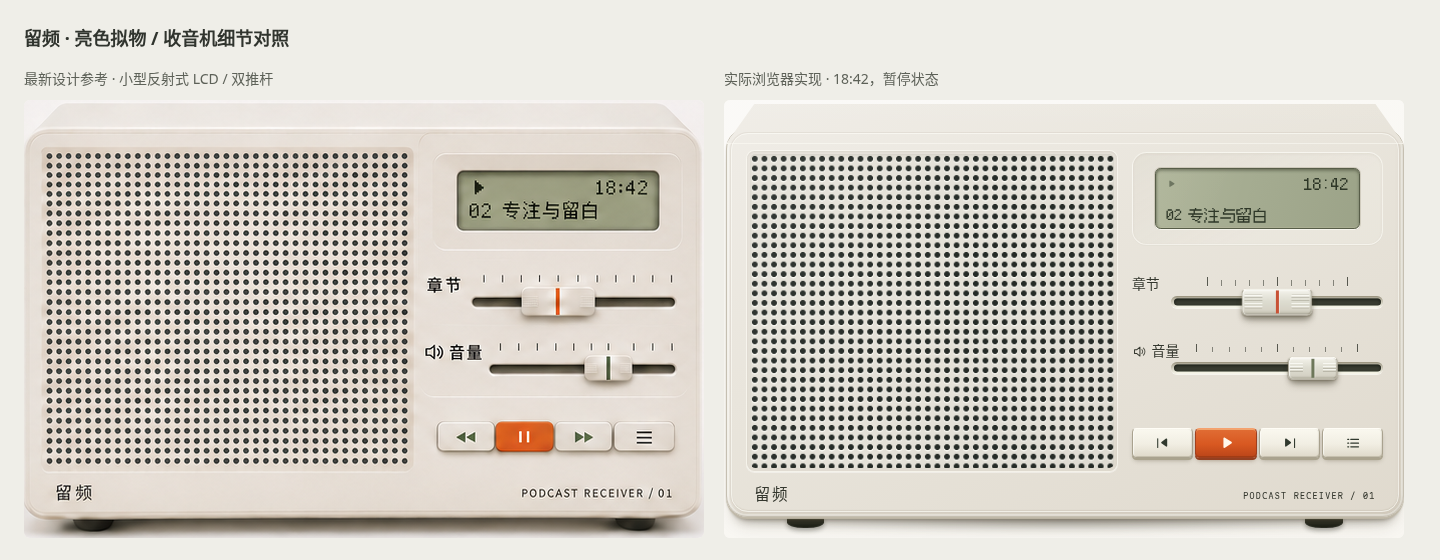 留频 · 亮色拟物 / 收音机细节对照
最新设计参考 · 小型反射式 LCD / 双推杆
18:42
02 专注与留白
章节
音量
留频
PODCAST RECEIVER / 01
实际浏览器实现 · 18:42，暂停状态
18:42
02 专注与留白
章节
音量
留频
PODCAST RECEIVER / 01